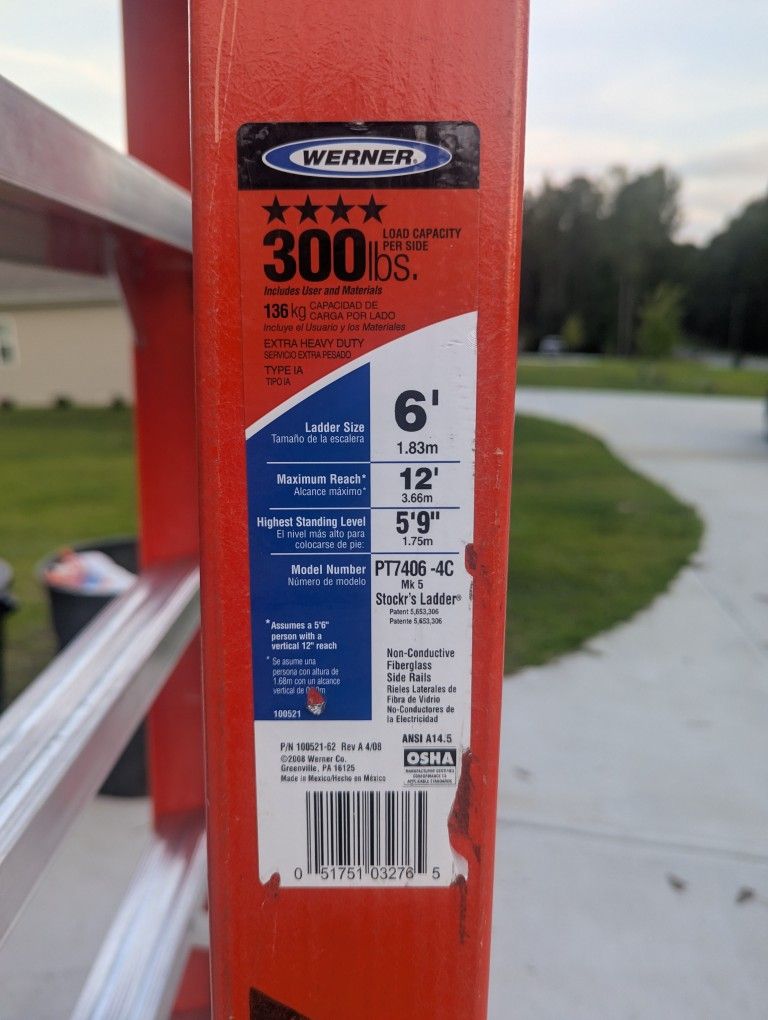 WERNER®
★★★★
300lbs. LOAD CAPACITY
PER SIDE
Includes User and Materials
136kg CAPACIDAD DE
CARGA POR LADO
Incluye el Usuario y los Materiales
EXTRA HEAVY DUTY
SERVICIO EXTRA PESADO
TYPE IA
TIPO IA
Ladder Size 6'
Tamaño de la escalera 1.83m
Maximum Reach* 12'
Alcance máximo* 3.66m
Highest Standing Level 5'9"
El nivel más alto para 1.75m
colocarse de pie:
Model Number PT7406 -4C
Número de modelo Mk 5
Stockr's Ladder®
Patent 5,653,306
Patente 5,653,306
*Assumes a 5'6"
person with a
vertical 12" reach
* Se asume una
persona con altura de
1.68m con un alcance
vertical de
100521
Non-Conductive
Fiberglass
Side Rails
Rieles Laterales de
Fibra de Vidrio
No-Conductores de
la Electricidad
P/N 100521-62 Rev A 4/08
©2008 Werner Co.
Greenville, PA 16125
Made in Mexico/Hecho en México
ANSI A14.5
OSHA
MANUFACTURER CERTIFIES
CONFORMANCE TO
APPLICABLE STANDARDS
0 51751 03276 5